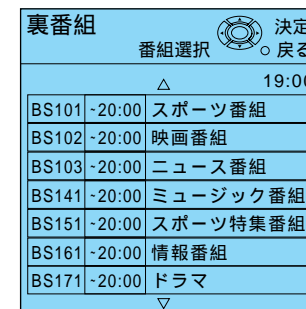 裏番組
決定
番組選択
戻る
19:00
BS101 ~20:00 スポーツ番組
BS102 ~20:00 映画番組
BS103 ~20:00 ニュース番組
BS141 ~20:00 ミュージック番組
BS151 ~20:00 スポーツ特集番組
BS161 ~20:00 情報番組
BS171 ~20:00 ドラマ